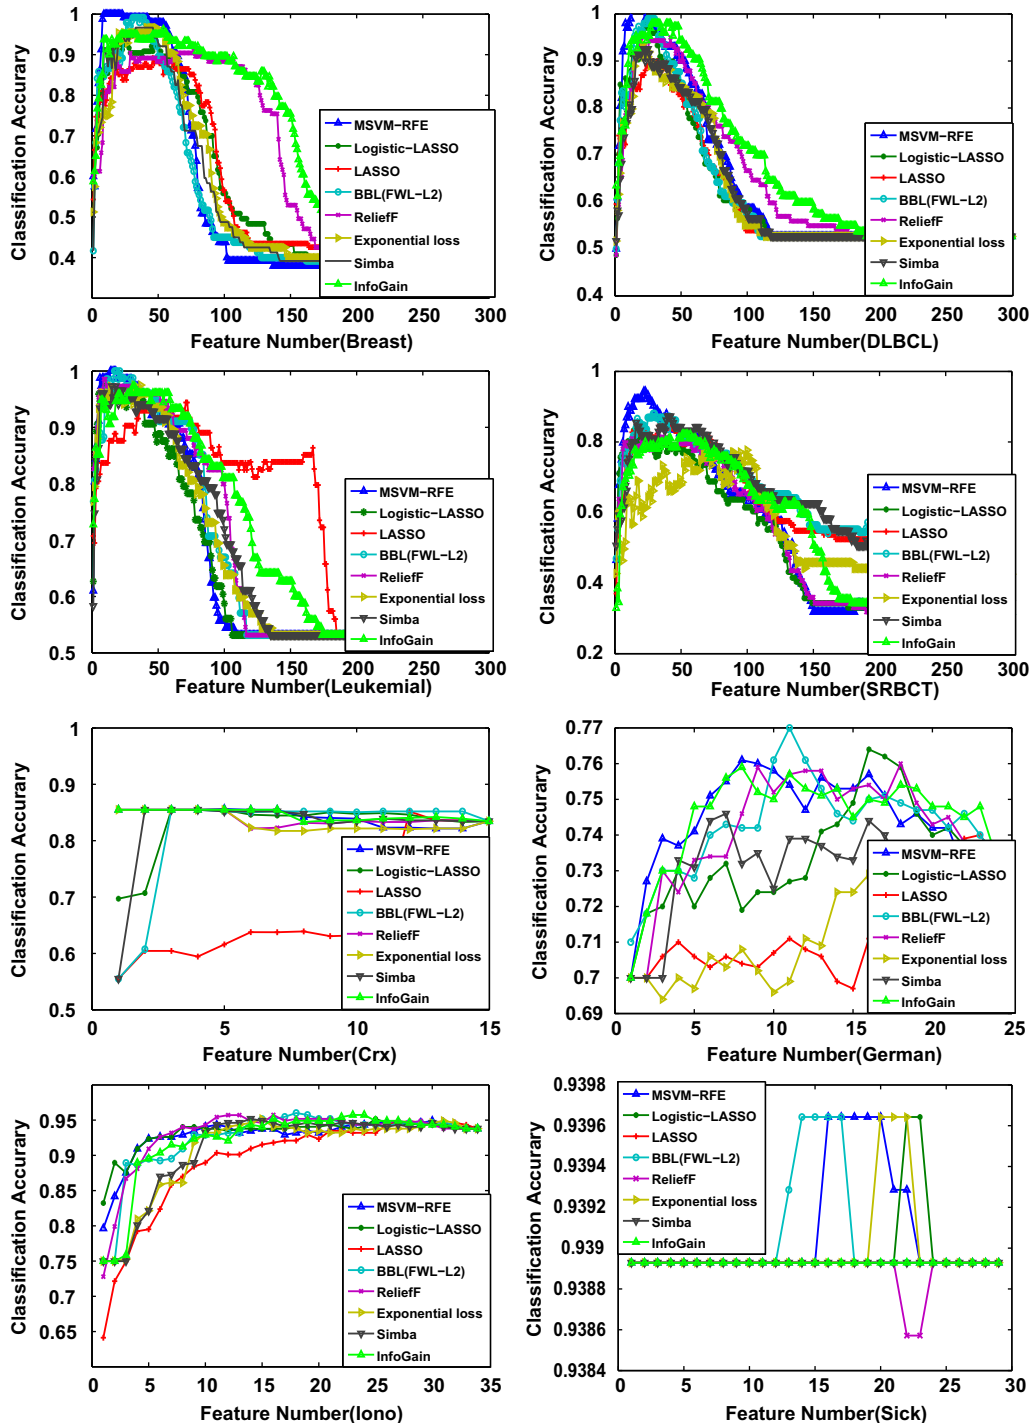 Classification Accurary
1
0.9
0.8
0.7
0.6
0.5
0.4
0
50
100
150
200
250
300
Feature Number(Breast)
MSVM-RFE
Logistic-LASSO
LASSO
BBL(FWL-L2)
ReliefF
Exponential loss
Simba
InfoGain
Classification Accurary
1
0.9
0.8
0.7
0.6
0.5
0.4
0
50
100
150
200
250
300
Feature Number(DLBCL)
MSVM-RFE
Logistic-LASSO
LASSO
BBL(FWL-L2)
ReliefF
Exponential loss
Simba
InfoGain
Classification Accurary
1
0.9
0.8
0.7
0.6
0.5
0
50
100
150
200
250
300
Feature Number(Leukemial)
MSVM-RFE
Logistic-LASSO
LASSO
BBL(FWL-L2)
ReliefF
Exponential loss
Simba
InfoGain
Classification Accurary
1
0.8
0.6
0.4
0.2
0
50
100
150
200
250
300
Feature Number(SRBCT)
MSVM-RFE
Logistic-LASSO
LASSO
BBL(FWL-L2)
ReliefF
Exponential loss
Simba
InfoGain
Classification Accurary
1
0.9
0.8
0.7
0.6
0.5
0
5
10
15
Feature Number(Crx)
MSVM-RFE
Logistic-LASSO
LASSO
BBL(FWL-L2)
ReliefF
Exponential loss
Simba
InfoGain
Classification Accurary
0.77
0.76
0.75
0.74
0.73
0.72
0.71
0.7
0.69
0
5
10
15
20
25
Feature Number(German)
MSVM-RFE
Logistic-LASSO
LASSO
BBL(FWL-L2)
ReliefF
Exponential loss
Simba
InfoGain
Classification Accurary
0.95
0.9
0.85
0.8
0.75
0.7
0.65
0
5
10
15
20
25
30
35
Feature Number(Iono)
MSVM-RFE
Logistic-LASSO
LASSO
BBL(FWL-L2)
ReliefF
Exponential loss
Simba
InfoGain
Classification Accurary
0.9398
0.9396
0.9394
0.9392
0.939
0.9388
0.9386
0.9384
0
5
10
15
20
25
30
Feature Number(Sick)
MSVM-RFE
Logistic-LASSO
LASSO
BBL(FWL-L2)
ReliefF
Exponential loss
Simba
InfoGain